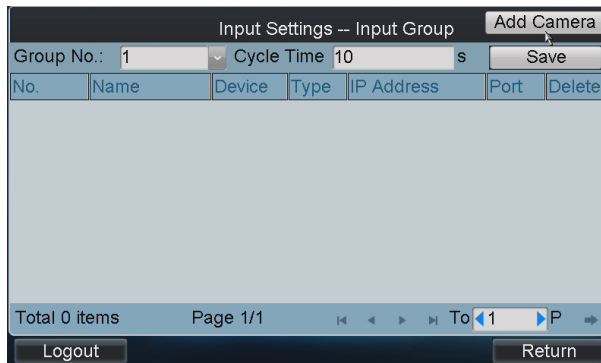 Input Settings -- Input Group Add Camera
Group No.: 1 Cycle Time 10 s Save
No. Name Device Type IP Address Port Delete
Total 0 items Page 1/1 To 1 P
Logout Return